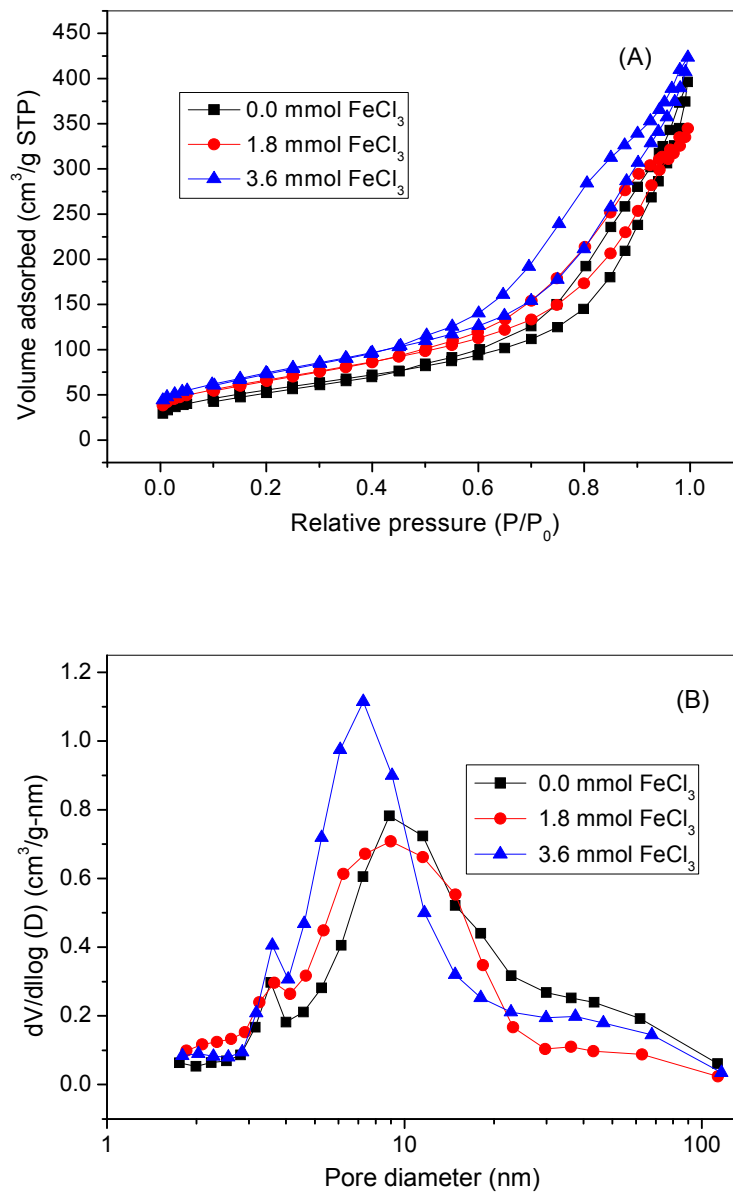 (A)
450
400
350
300
250
200
150
100
50
0
Volume adsorbed (cm³/g STP)
0.0 mmol FeCl₃
1.8 mmol FeCl₃
3.6 mmol FeCl₃
0.0 0.2 0.4 0.6 0.8 1.0
Relative pressure (P/P₀)
(B)
1.2
1.0
0.8
0.6
0.4
0.2
0.0
dV/dllog (D) (cm³/g-nm)
0.0 mmol FeCl₃
1.8 mmol FeCl₃
3.6 mmol FeCl₃
1 10 100
Pore diameter (nm)